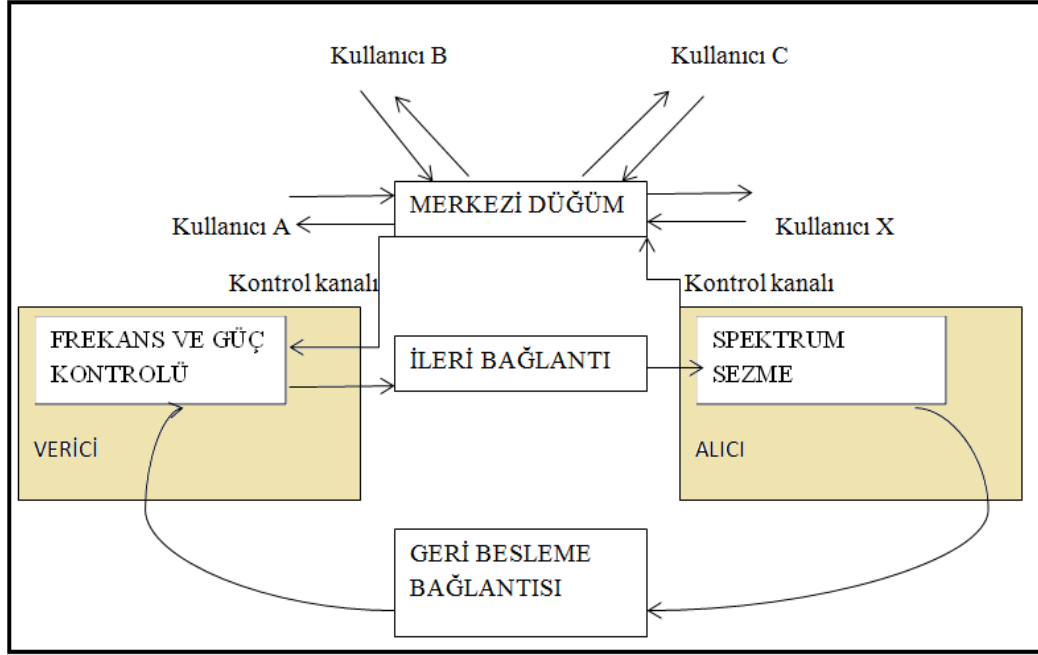 Kullanıcı B
Kullanıcı C
MERKEZİ DÜĞÜM
Kullanıcı A
Kullanıcı X
Kontrol kanalı
Kontrol kanalı
FREKANS VE GÜÇ
KONTROLÜ
İLERİ BAĞLANTI
SPEKTRUM
SEZME
VERİCİ
ALICI
GERİ BESLEME
BAĞLANTISI